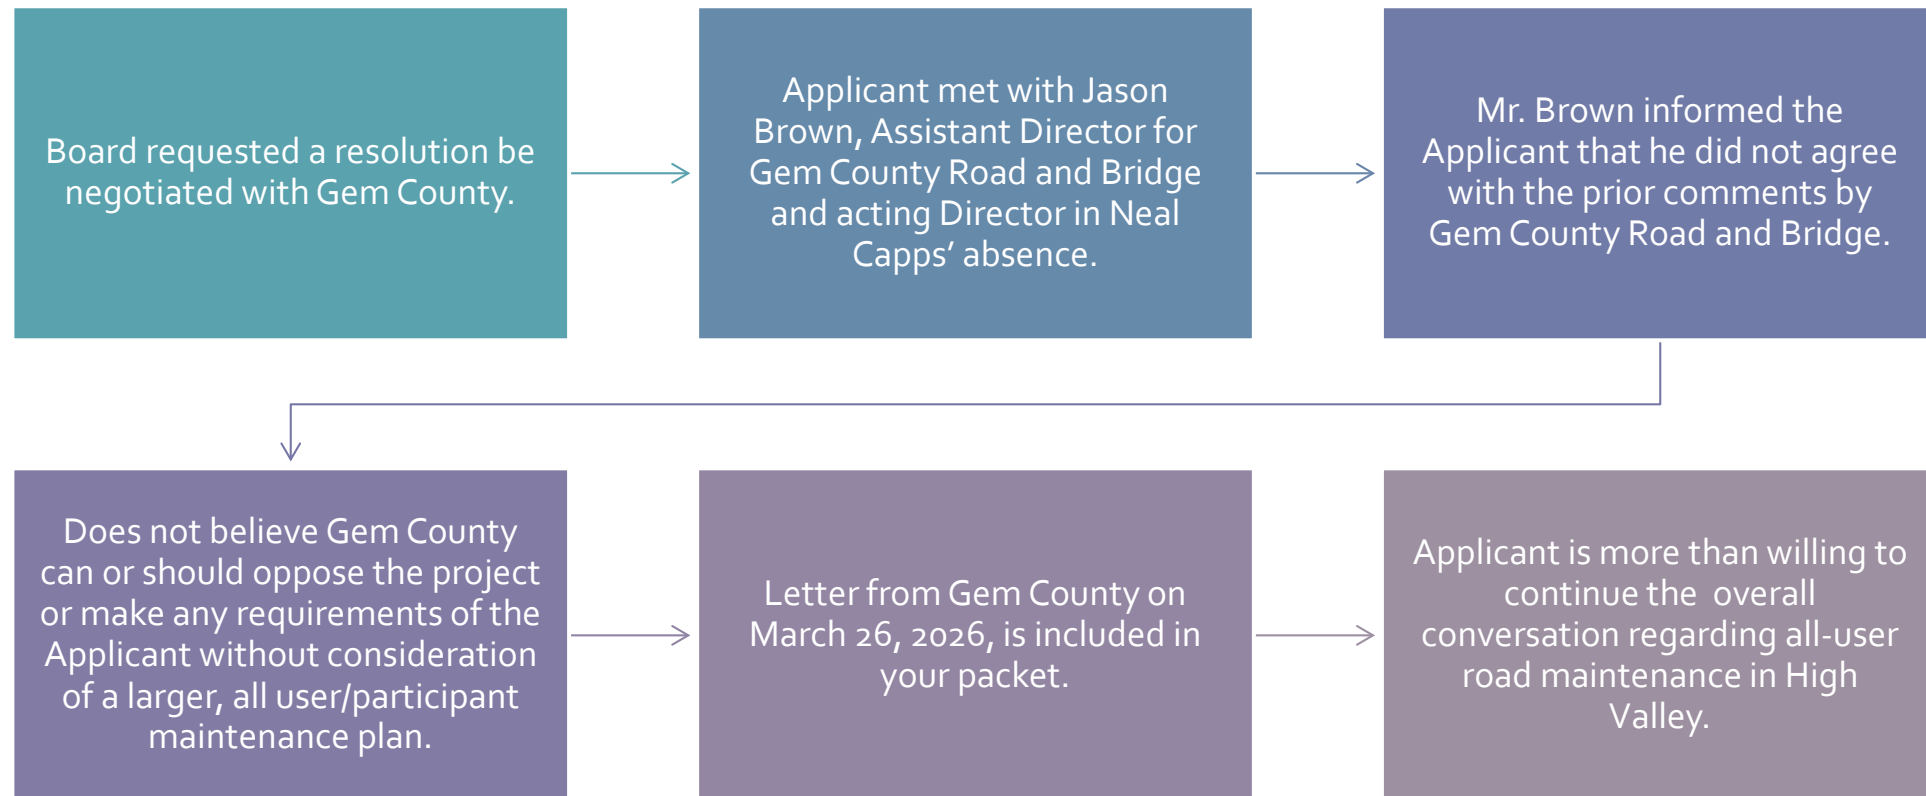 Board requested a resolution be
negotiated with Gem County.
Applicant met with Jason
Brown, Assistant Director for
Gem County Road and Bridge
and acting Director in Neal
Capps’ absence.
Mr. Brown informed the
Applicant that he did not agree
with the prior comments by
Gem County Road and Bridge.
Does not believe Gem County
can or should oppose the project
or make any requirements of the
Applicant without consideration
of a larger, all user/participant
maintenance plan.
Letter from Gem County on
March 26, 2026, is included in
your packet.
Applicant is more than willing to
continue the overall
conversation regarding all-user
road maintenance in High
Valley.